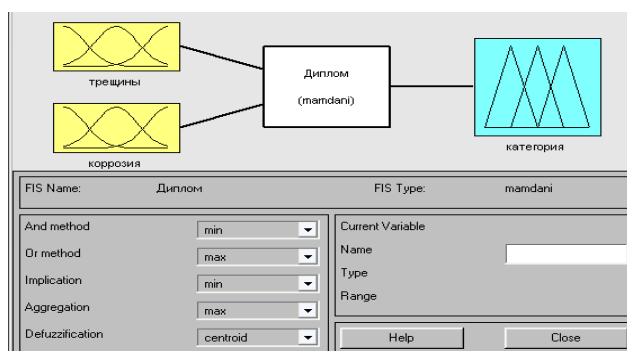 трещины
Диплом
(mamdani)
категория
коррозия
FIS Name: Диплом FIS Type: mamdani
And method min
Or method max
Implication min
Aggregation max
Defuzzification centroid
Current Variable
Name
Type
Range
Help Close